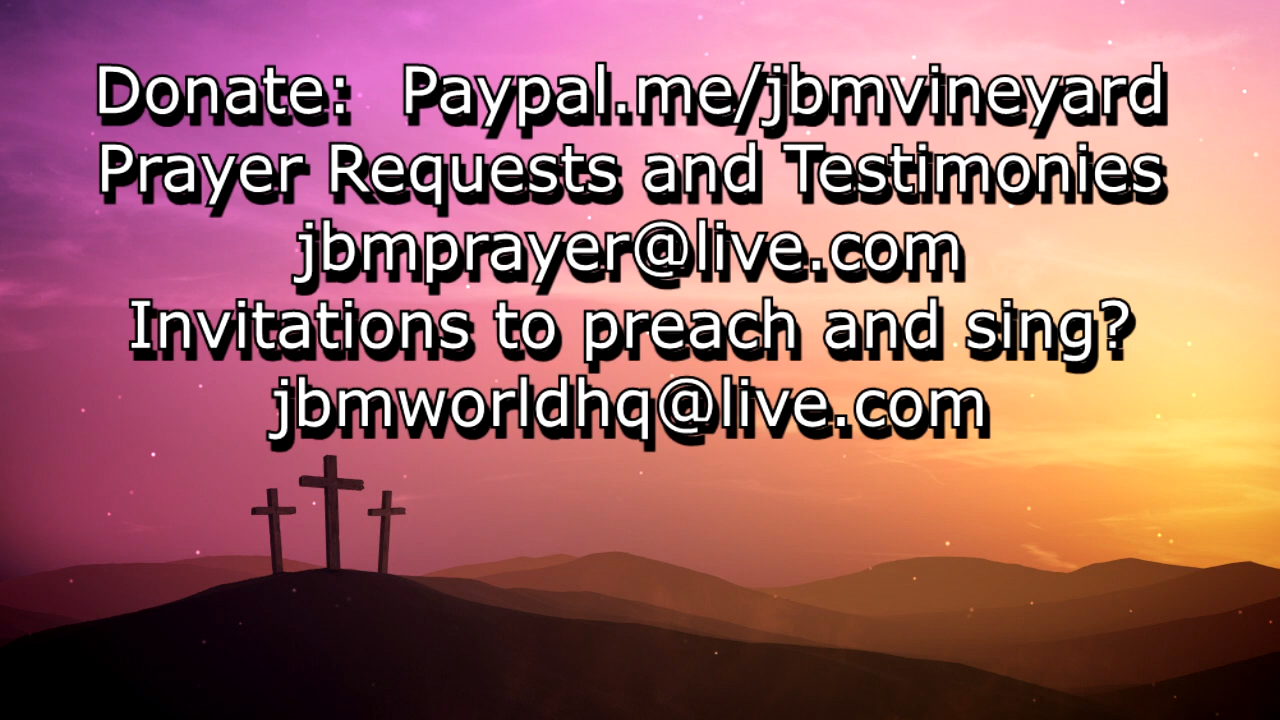 Donate:  Paypal.me/jbmvineyard
Prayer Requests and Testimonies
jbmprayer@live.com
Invitations to preach and sing?
jbmworldhq@live.com